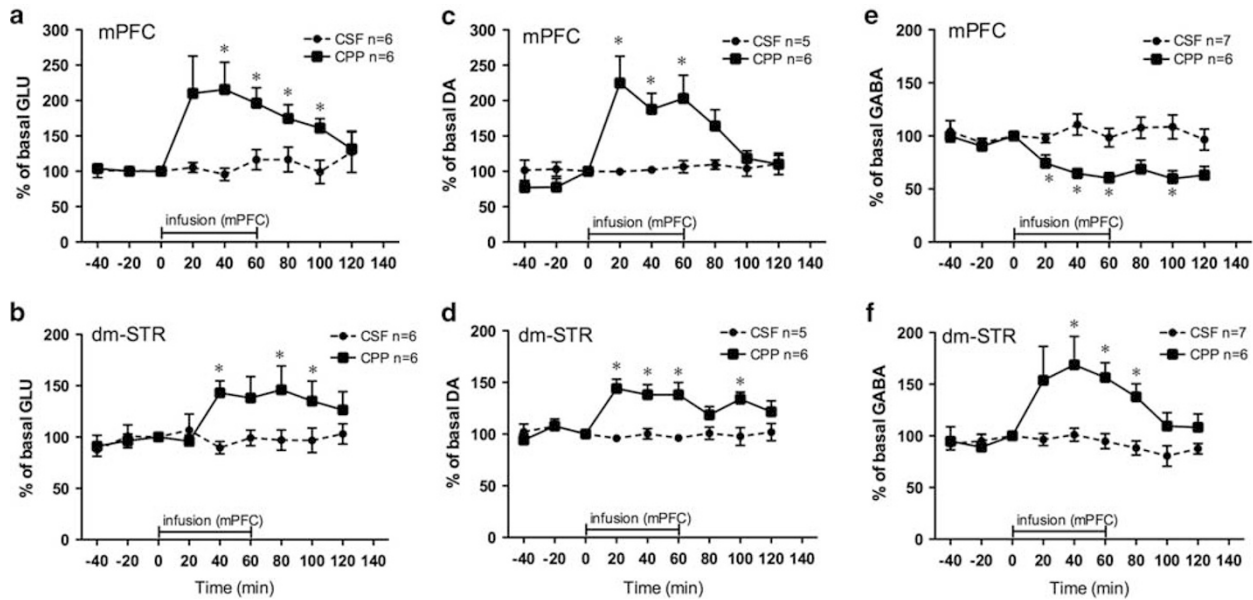 a
mPFC
CSF n=6
CPP n=6
% of basal GLU
300
250
200
150
100
50
0
infusion (mPFC)
-40 -20 0 20 40 60 80 100 120 140
* * * *
c
mPFC
CSF n=5
CPP n=6
% of basal DA
300
250
200
150
100
50
0
infusion (mPFC)
-40 -20 0 20 40 60 80 100 120 140
* * *
e
mPFC
CSF n=7
CPP n=6
% of basal GABA
200
150
100
50
0
infusion (mPFC)
-40 -20 0 20 40 60 80 100 120 140
* * * *
b
dm-STR
CSF n=6
CPP n=6
% of basal GLU
200
150
100
50
0
infusion (mPFC)
-40 -20 0 20 40 60 80 100 120 140
Time (min)
* * *
d
dm-STR
CSF n=5
CPP n=6
% of basal DA
200
150
100
50
0
infusion (mPFC)
-40 -20 0 20 40 60 80 100 120 140
Time (min)
* * * *
f
dm-STR
CSF n=7
CPP n=6
% of basal GABA
200
150
100
50
0
infusion (mPFC)
-40 -20 0 20 40 60 80 100 120 140
Time (min)
* * *